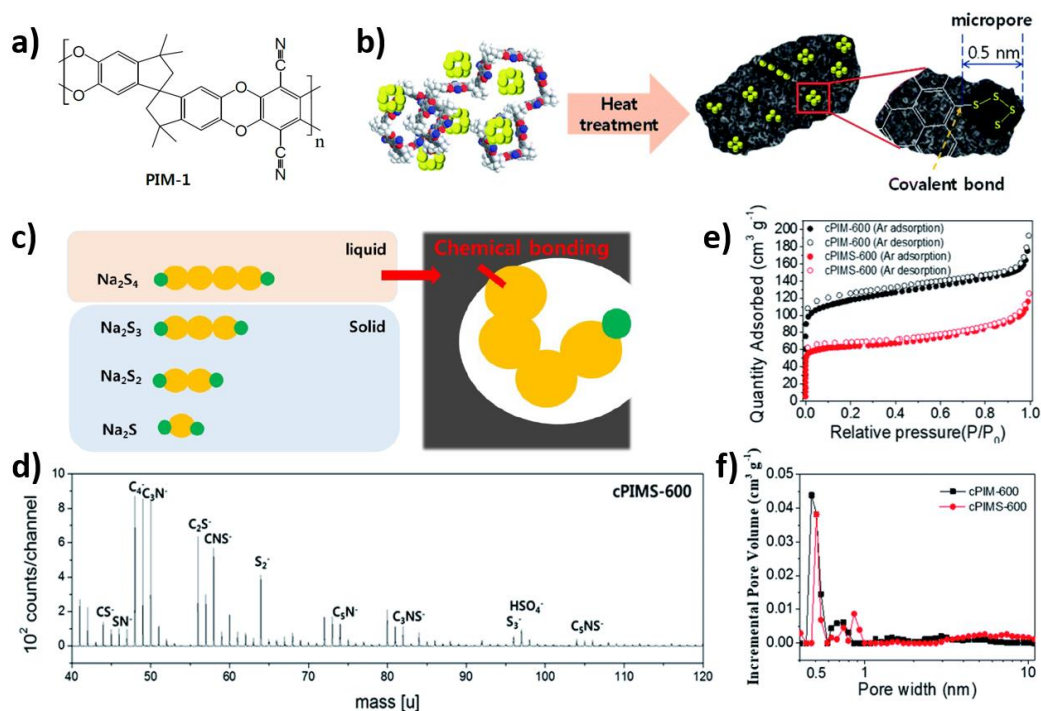 a)
N
C
O
O
O
O
C
N
n
PIM-1
b)
Heat
treatment
micropore
0.5 nm
S
S
S
S
Covalent bond
c)
liquid
Na₂S₄
Solid
Na₂S₃
Na₂S₂
Na₂S
Chemical bonding
d)
cPIMS-600
10² counts/channel
10
8
6
4
2
0
C₄⁻
C₃N⁻
C₂S⁻
CNS⁻
S₂⁻
CS⁻
SN⁻
C₅N⁻
C₃NS⁻
HSO₄⁻
S₃⁻
C₅NS⁻
40 50 60 70 80 90 100 110 120
mass [u]
e)
Quantity Adsorbed (cm³ g⁻¹)
200
180
160
140
120
100
80
60
40
20
0
cPIM-600 (Ar adsorption)
cPIM-600 (Ar desorption)
cPIMS-600 (Ar adsorption)
cPIMS-600 (Ar desorption)
0.0 0.2 0.4 0.6 0.8 1.0
Relative pressure(P/P₀)
f)
Incremental Pore Volume (cm³ g⁻¹)
0.05
0.04
0.03
0.02
0.01
0.00
cPIM-600
cPIMS-600
0.5 1 10
Pore width (nm)